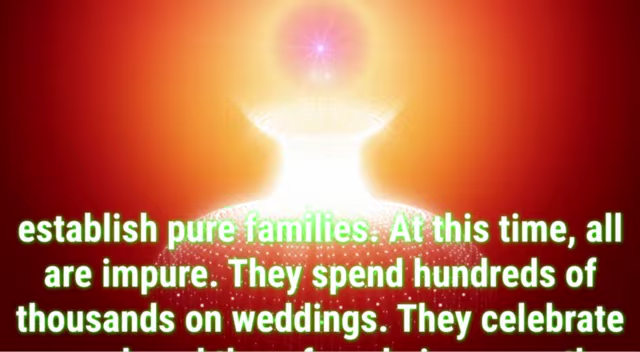 establish pure families. At this time, all
are impure. They spend hundreds of
thousands on weddings. They celebrate